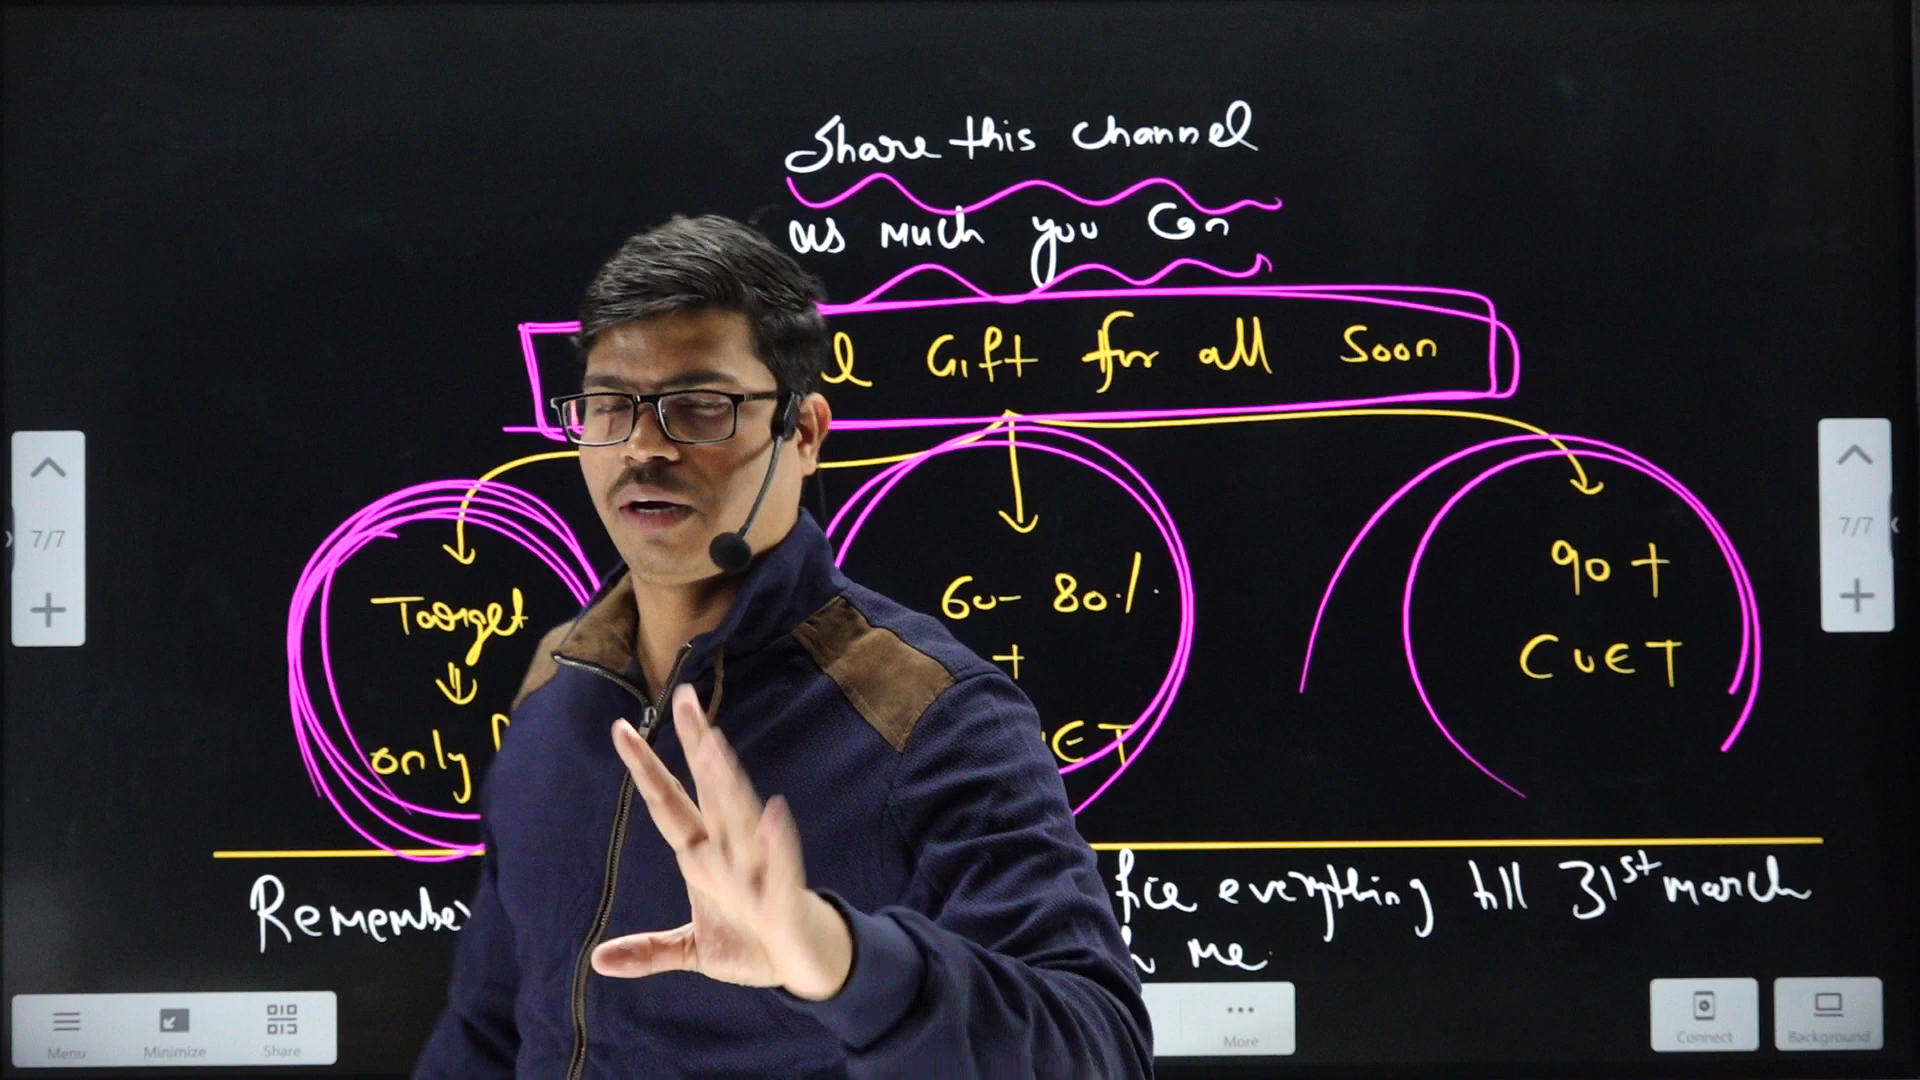 Share this channel
as much you can
Gift for all Soon
Target
only
60- 80%
+
90 +
CUET
Remember
everything till 31st march
me.
7/7
7/7
Menu
Minimize
Share
More
Connect
Background